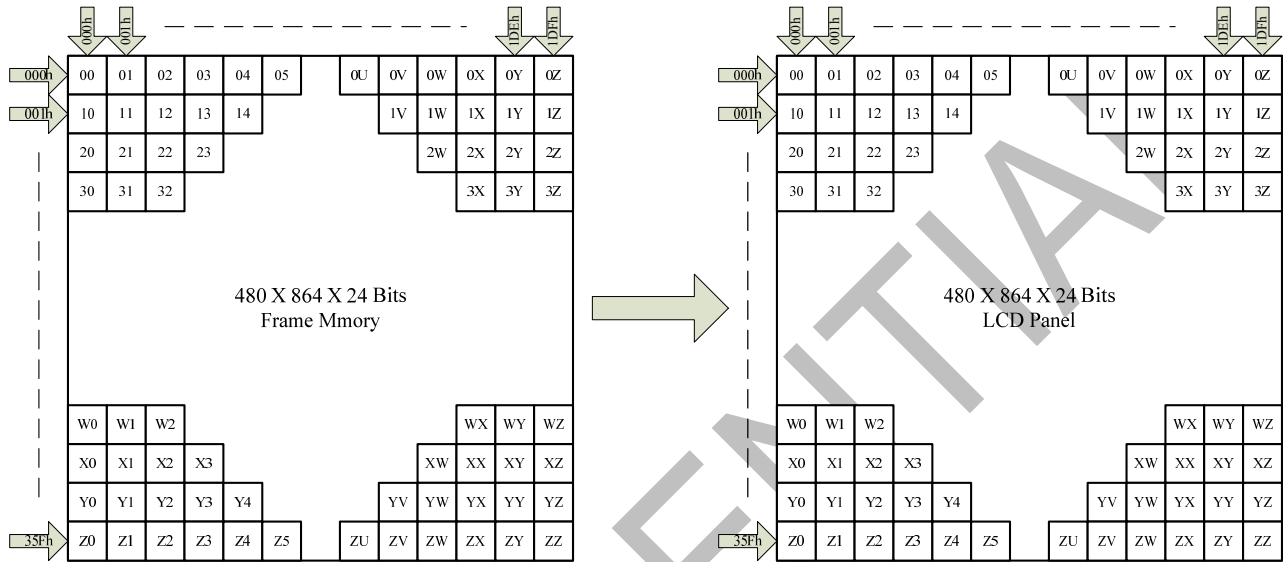 000h 001h 1DEh 1DFh 000h 001h 1DEh 1DFh
000h 00 01 02 03 04 05 0U 0V 0W 0X 0Y 0Z 000h 00 01 02 03 04 05 0U 0V 0W 0X 0Y 0Z
001h 10 11 12 13 14 1V 1W 1X 1Y 1Z 001h 10 11 12 13 14 1V 1W 1X 1Y 1Z
20 21 22 23 2W 2X 2Y 2Z 20 21 22 23 2W 2X 2Y 2Z
30 31 32 3X 3Y 3Z 30 31 32 3X 3Y 3Z
480 X 864 X 24 Bits 480 X 864 X 24 Bits
Frame Mmory LCD Panel
W0 W1 W2 WX WY WZ W0 W1 W2 WX WY WZ
X0 X1 X2 X3 XW XX XY XZ X0 X1 X2 X3 XW XX XY XZ
Y0 Y1 Y2 Y3 Y4 YV YW YX YY YZ Y0 Y1 Y2 Y3 Y4 YV YW YX YY YZ
35Fh Z0 Z1 Z2 Z3 Z4 Z5 ZU ZV ZW ZX ZY ZZ 35Fh Z0 Z1 Z2 Z3 Z4 Z5 ZU ZV ZW ZX ZY ZZ
ENTIA